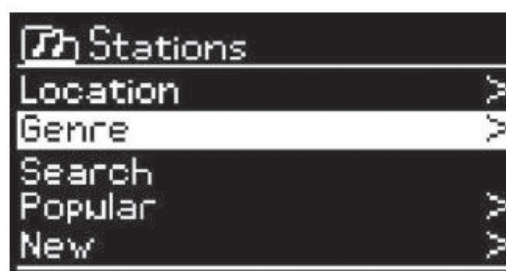 Stations
Location >
Genre >
Search
Popular >
New >